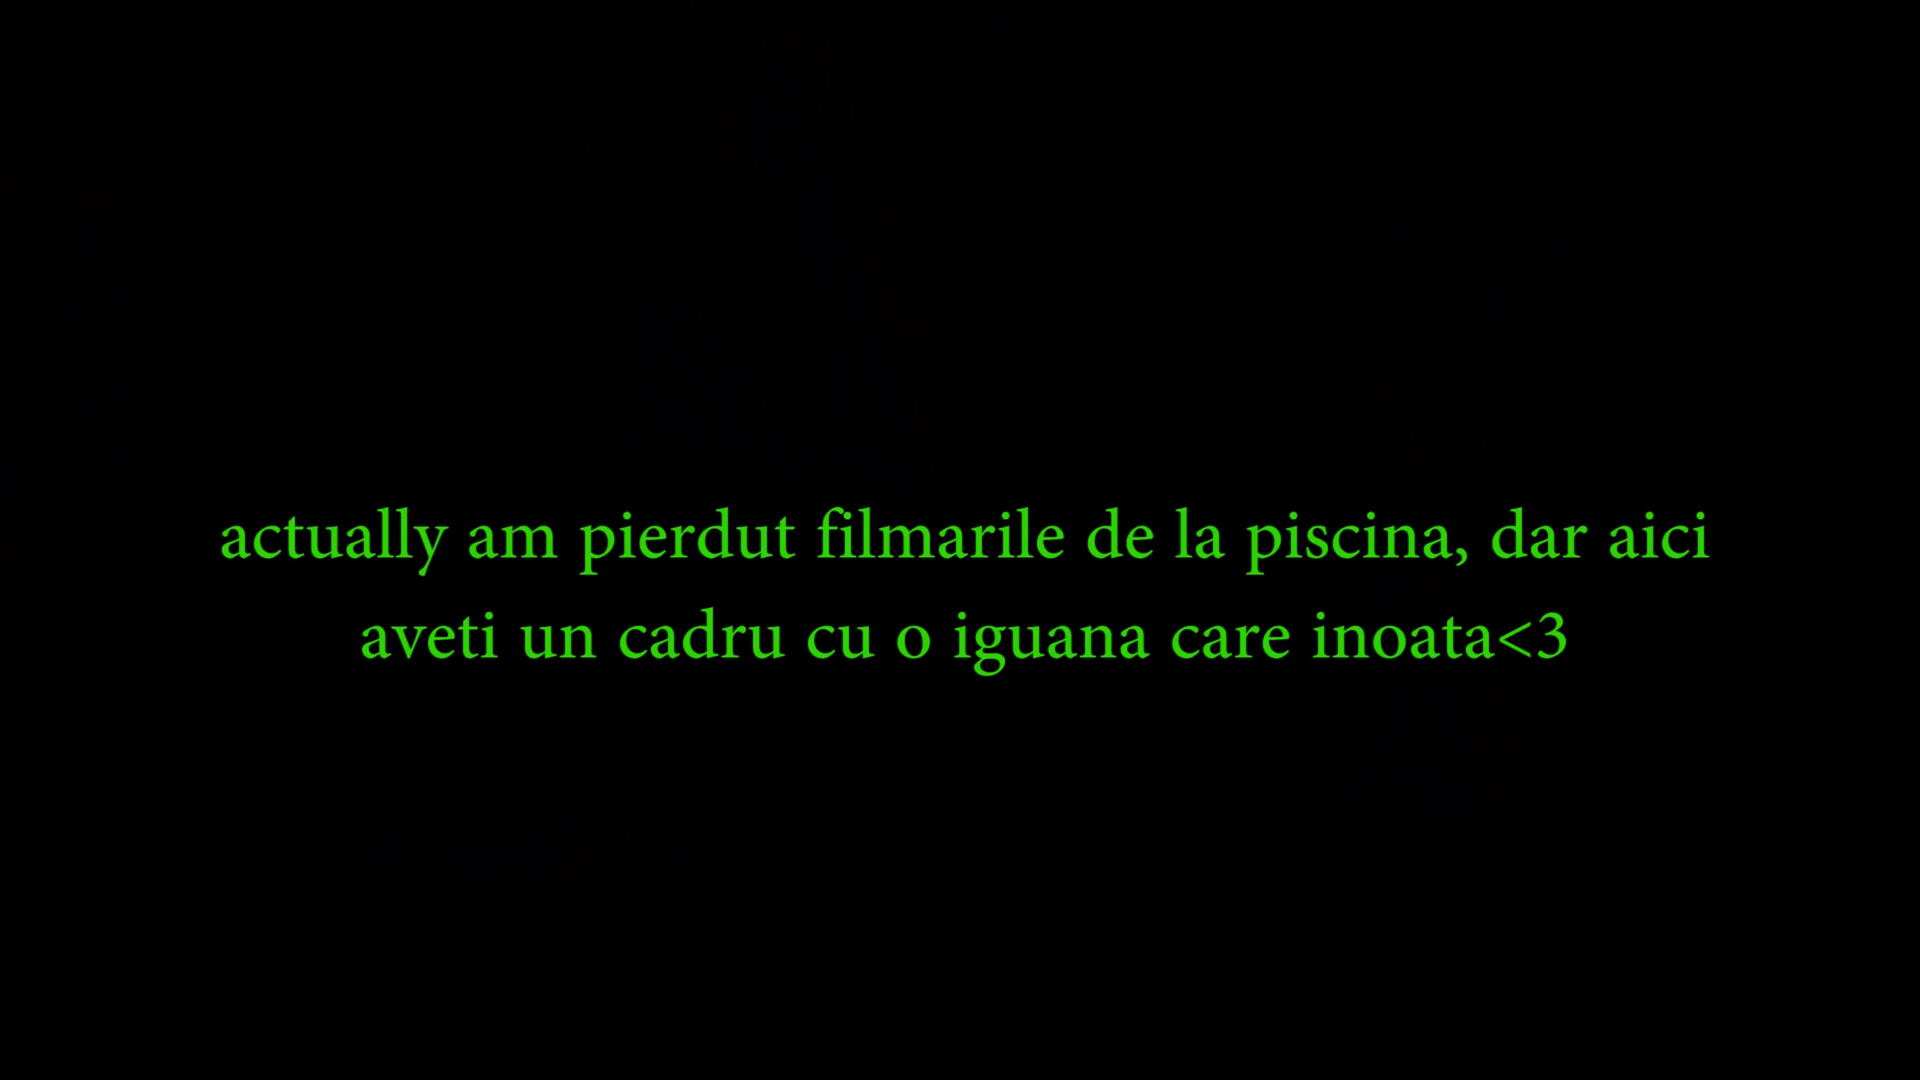 actually am pierdut filmarile de la piscina, dar aici
aveti un cadru cu o iguana care inoata<3